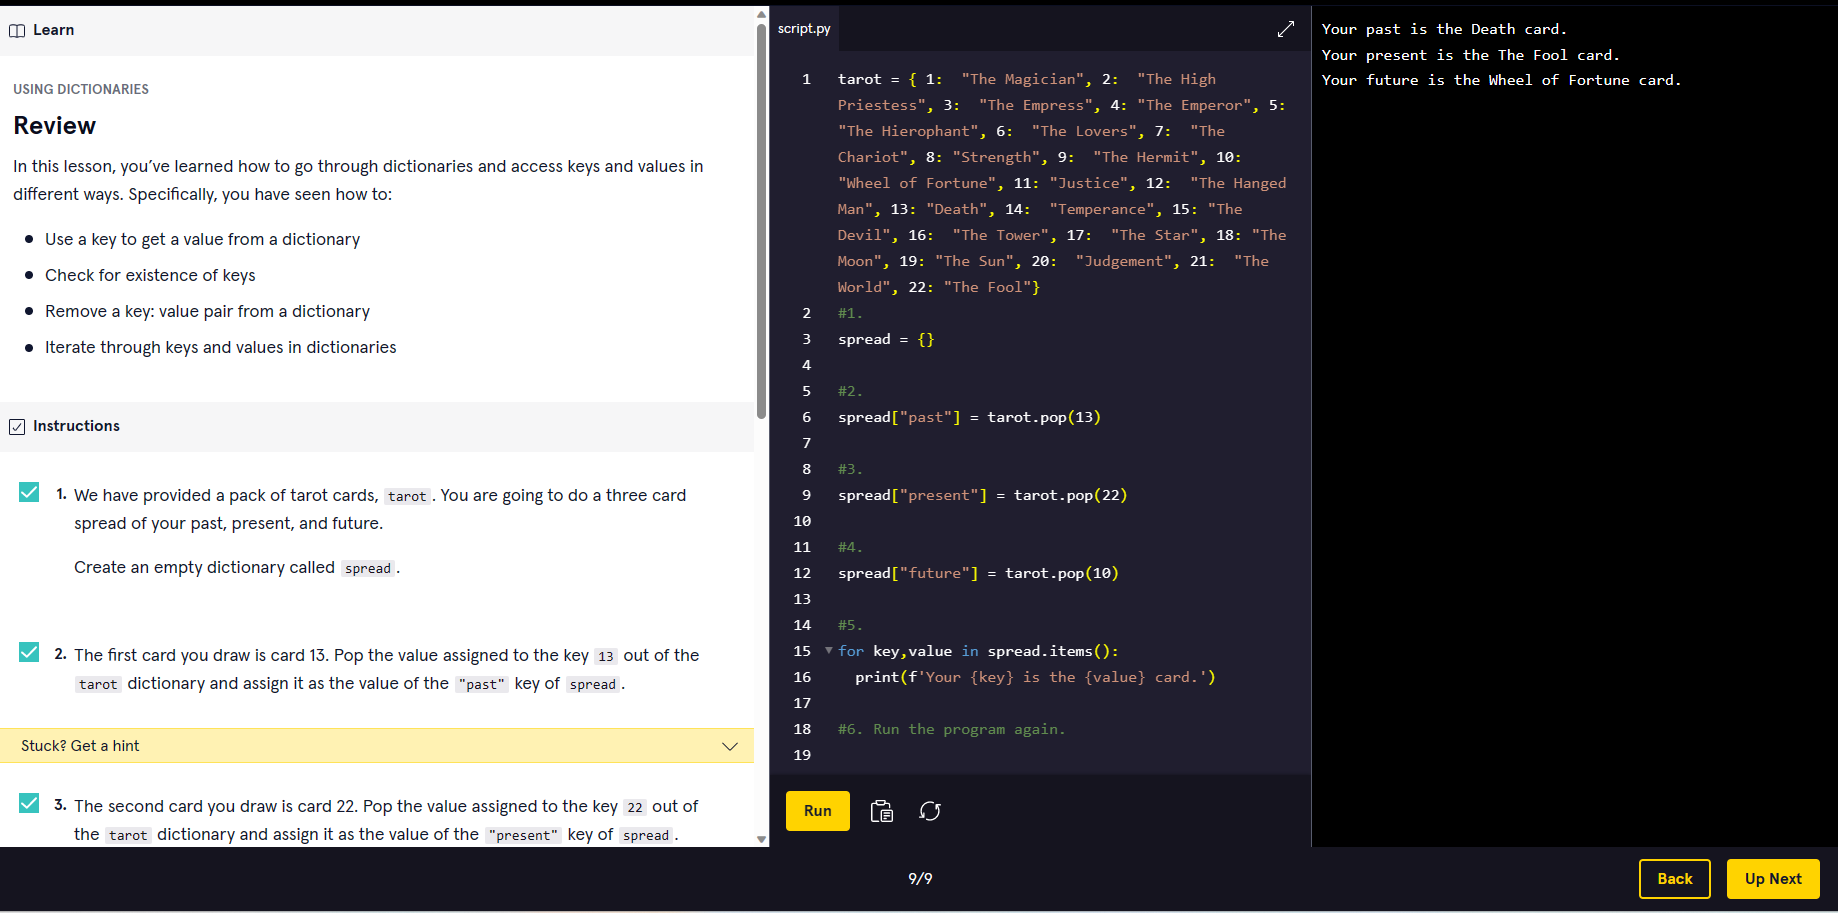 Learn
USING DICTIONARIES
Review
In this lesson, you’ve learned how to go through dictionaries and access keys and values in
different ways. Specifically, you have seen how to:
Use a key to get a value from a dictionary
Check for existence of keys
Remove a key: value pair from a dictionary
Iterate through keys and values in dictionaries
Instructions
1. We have provided a pack of tarot cards, tarot. You are going to do a three card
spread of your past, present, and future.
Create an empty dictionary called spread.
2. The first card you draw is card 13. Pop the value assigned to the key 13 out of the
tarot dictionary and assign it as the value of the "past" key of spread.
Stuck? Get a hint
3. The second card you draw is card 22. Pop the value assigned to the key 22 out of
the tarot dictionary and assign it as the value of the "present" key of spread.
script.py
1 tarot = { 1:  "The Magician", 2:  "The High
Priestess", 3:  "The Empress", 4: "The Emperor", 5:
"The Hierophant", 6:  "The Lovers", 7:  "The
Chariot", 8: "Strength", 9:  "The Hermit", 10:
"Wheel of Fortune", 11: "Justice", 12:  "The Hanged
Man", 13: "Death", 14:  "Temperance", 15: "The
Devil", 16:  "The Tower", 17:  "The Star", 18: "The
Moon", 19: "The Sun", 20:  "Judgement", 21:  "The
World", 22: "The Fool"}
2 #1.
3 spread = {}
4
5 #2.
6 spread["past"] = tarot.pop(13)
7
8 #3.
9 spread["present"] = tarot.pop(22)
10
11 #4.
12 spread["future"] = tarot.pop(10)
13
14 #5.
15 for key,value in spread.items():
16   print(f'Your {key} is the {value} card.')
17
18 #6. Run the program again.
19
Run
Your past is the Death card.
Your present is the The Fool card.
Your future is the Wheel of Fortune card.
9/9
Back
Up Next